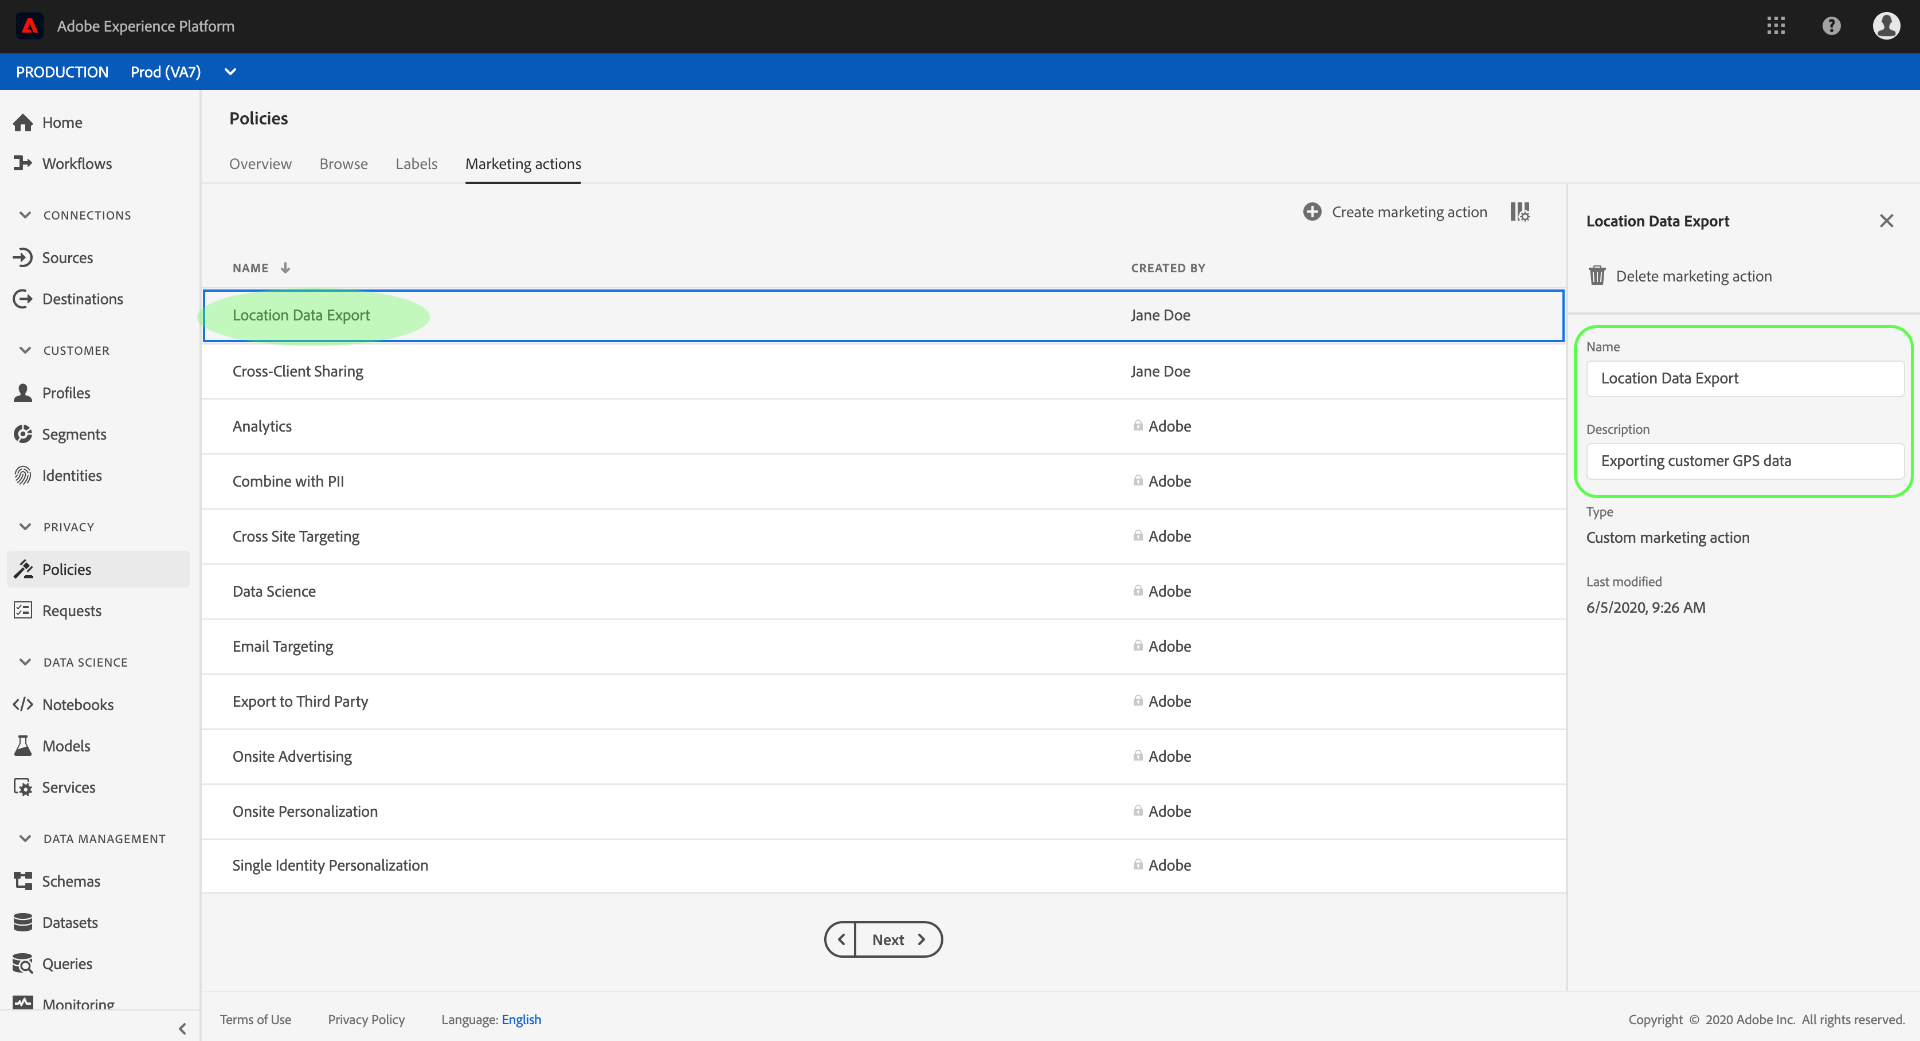 Adobe Experience Platform
PRODUCTION Prod (VA7)
Home
Workflows
CONNECTIONS
Sources
Destinations
CUSTOMER
Profiles
Segments
Identities
PRIVACY
Policies
Requests
DATA SCIENCE
Notebooks
Models
Services
DATA MANAGEMENT
Schemas
Datasets
Queries
Monitoring
Policies
Overview Browse Labels Marketing actions
Create marketing action
NAME CREATED BY
Location Data Export Jane Doe
Cross-Client Sharing Jane Doe
Analytics Adobe
Combine with PII Adobe
Cross Site Targeting Adobe
Data Science Adobe
Email Targeting Adobe
Export to Third Party Adobe
Onsite Advertising Adobe
Onsite Personalization Adobe
Single Identity Personalization Adobe
Next
Location Data Export
Delete marketing action
Name
Location Data Export
Description
Exporting customer GPS data
Type
Custom marketing action
Last modified
6/5/2020, 9:26 AM
Terms of Use Privacy Policy Language: English
Copyright © 2020 Adobe Inc. All rights reserved.